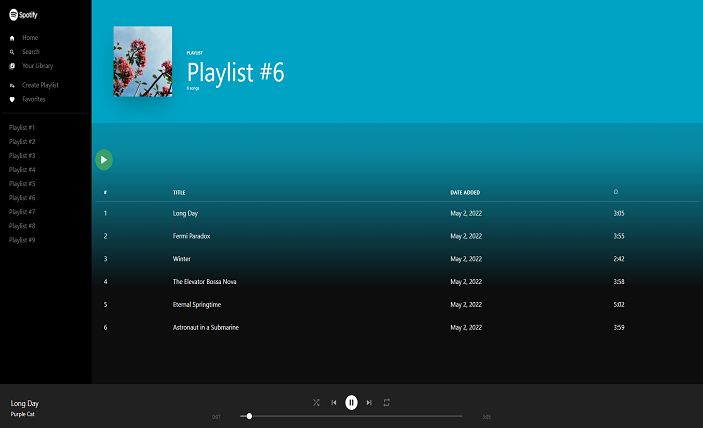 Spotify
Home
Search
Your Library
Create Playlist
Favorites
Playlist #1
Playlist #2
Playlist #3
Playlist #4
Playlist #5
Playlist #6
Playlist #7
Playlist #8
Playlist #9
PLAYLIST
Playlist #6
songs
# TITLE DATE ADDED
1 Long Day May 2, 2022 3:05
2 Fermi Paradox May 2, 2022 3:55
3 Winter May 2, 2022 2:42
4 The Elevator Bossa Nova May 2, 2022 3:58
5 Eternal Springtime May 2, 2022 5:02
6 Astronaut in a Submarine May 2, 2022 3:59
Long Day
Purple Cat
0:07 3:05